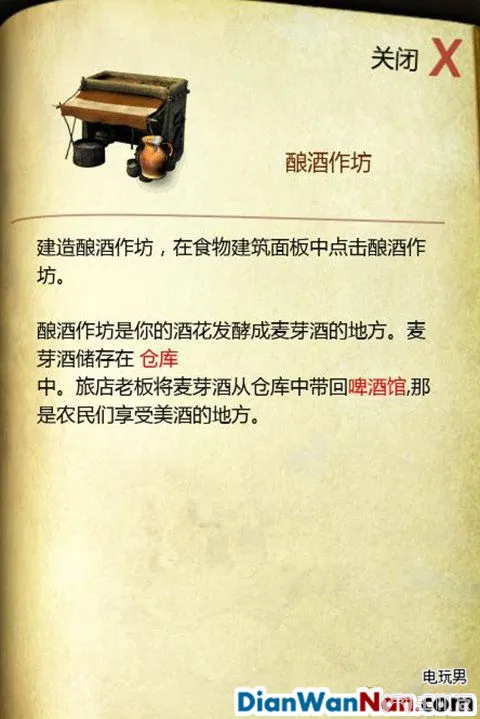 关闭 X
酿酒作坊
建造酿酒作坊，在食物建筑面板中点击酿酒作
坊。
酿酒作坊是你的酒花发酵成麦芽酒的地方。麦
芽酒储存在 仓库
中。旅店老板将麦芽酒从仓库中带回啤酒馆,那
是农民们享受美酒的地方。
电玩男
DianWanNan.com